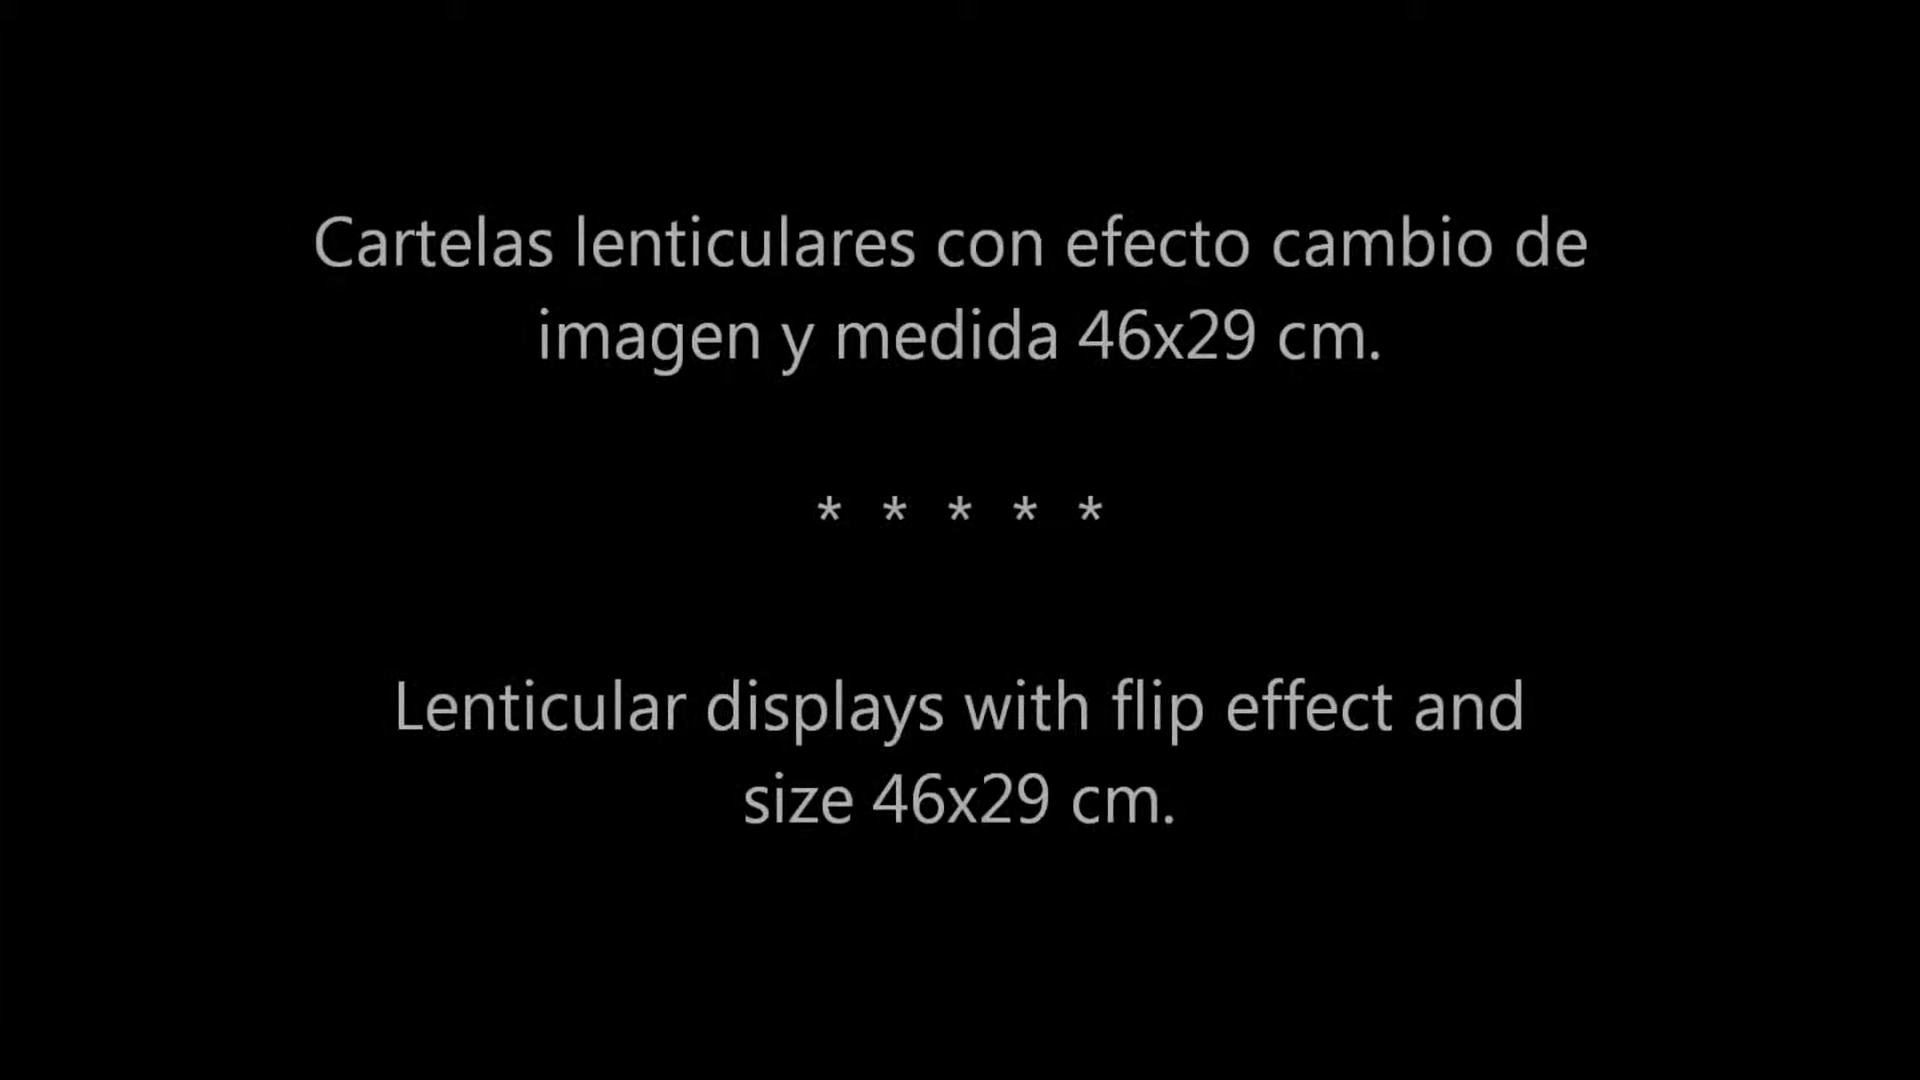 Cartelas lenticulares con efecto cambio de
imagen y medida 46x29 cm.
* * * * *
Lenticular displays with flip effect and
size 46x29 cm.